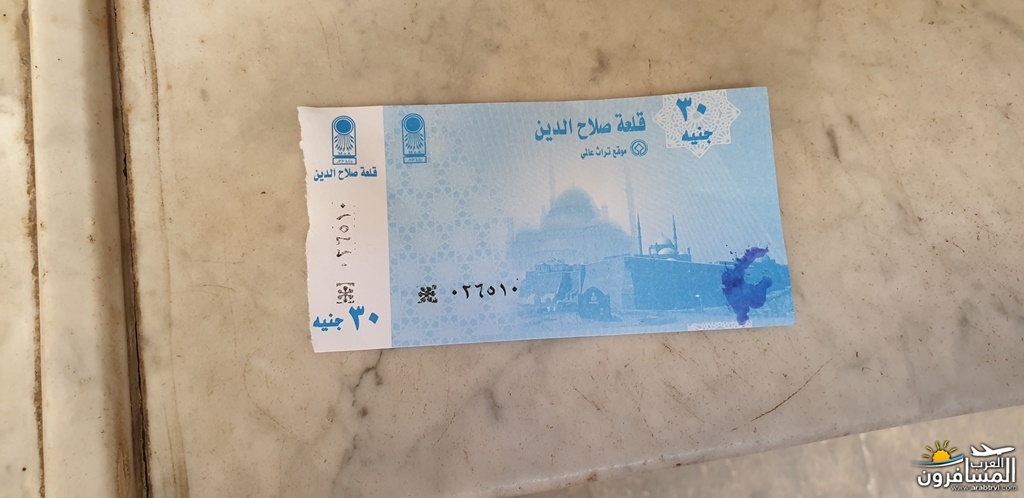 ٣٠
جنيه
قلعة صلاح الدين
موقع تراث عالمي
قلعة صلاح الدين
٠٢٦٥١٠
٠٢٦٥١٠
٣٠ جنيه
العرب
المسافرون
www.arabtrvl.com